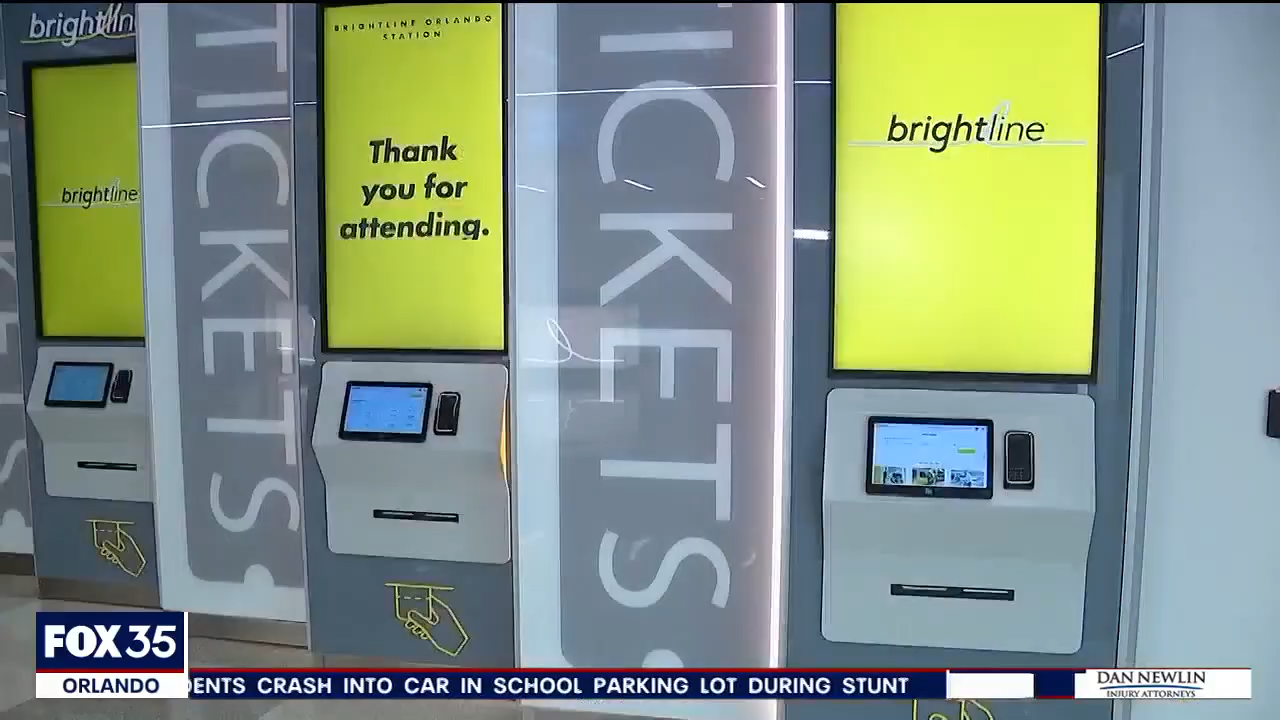 brightlin
BRIGHTLINE ORLANDO
STATION
Thank
you for
attending.
brightline
brightline
TICKETS
TICKETS
FOX 35
ORLANDO
DENTS CRASH INTO CAR IN SCHOOL PARKING LOT DURING STUNT
DAN NEWLIN
INJURY ATTORNEYS